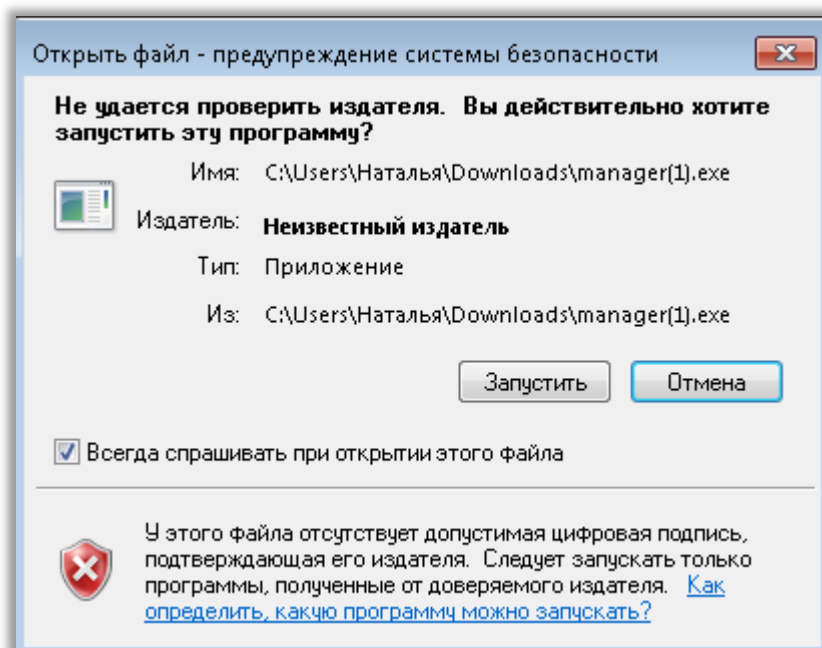 Открыть файл - предупреждение системы безопасности
Не удается проверить издателя. Вы действительно хотите
запустить эту программу?
Имя: C:\Users\Наталья\Downloads\manager(1).exe
Издатель: Неизвестный издатель
Тип: Приложение
Из: C:\Users\Наталья\Downloads\manager(1).exe
Запустить Отмена
Всегда спрашивать при открытии этого файла
У этого файла отсутствует допустимая цифровая подпись,
подтверждающая его издателя. Следует запускать только
программы, полученные от доверяемого издателя. Как
определить, какую программу можно запускать?